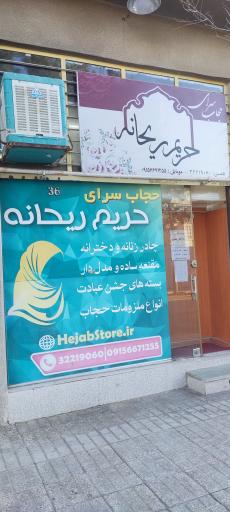 حجاب سرای
حریم ریحانه
36
حجاب سرای
حریم ریحانه
چادر زنانه و دخترانه
مقنعه ساده و مدل دار
بسته های جشن عبادت
انواع ملزومات حجاب
HejabStore.ir
32219060 | 09156671255